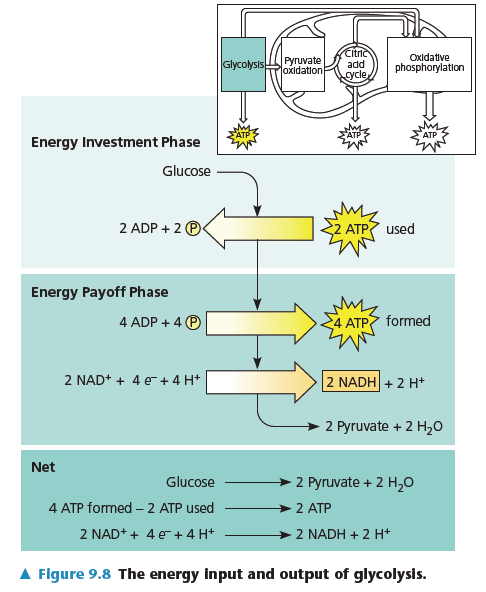 Glycolysis
Pyruvate
oxidation
Citric
acid
cycle
Oxidative
phosphorylation
ATP
ATP
ATP
Energy Investment Phase
Glucose
2 ADP + 2 P
2 ATP used
Energy Payoff Phase
4 ADP + 4 P
4 ATP formed
2 NAD⁺ + 4 e⁻ + 4 H⁺
2 NADH + 2 H⁺
2 Pyruvate + 2 H₂O
Net
Glucose → 2 Pyruvate + 2 H₂O
4 ATP formed – 2 ATP used → 2 ATP
2 NAD⁺ + 4 e⁻ + 4 H⁺ → 2 NADH + 2 H⁺
▲ Figure 9.8 The energy input and output of glycolysis.